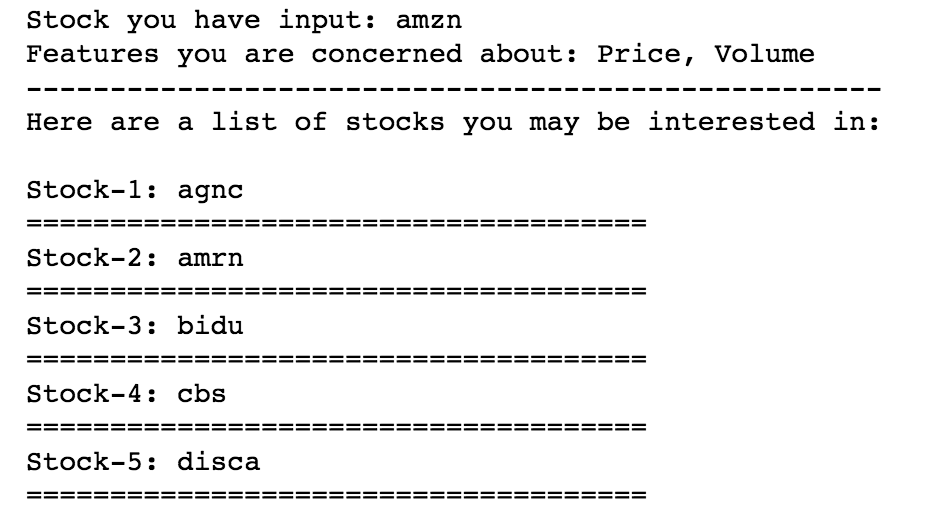 Stock you have input: amzn
Features you are concerned about: Price, Volume
---------------------------------------------------
Here are a list of stocks you may be interested in:
Stock-1: agnc
=====================================
Stock-2: amrn
=====================================
Stock-3: bidu
=====================================
Stock-4: cbs
=====================================
Stock-5: disca
=====================================